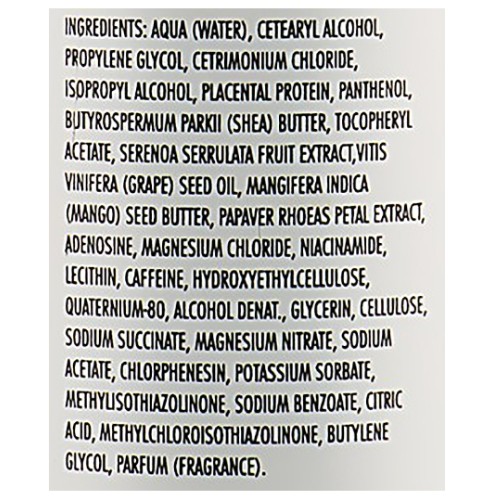 INGREDIENTS: AQUA (WATER), CETEARYL ALCOHOL,
PROPYLENE GLYCOL, CETRIMONIUM CHLORIDE,
ISOPROPYL ALCOHOL, PLACENTAL PROTEIN, PANTHENOL,
BUTYROSPERMUM PARKII (SHEA) BUTTER, TOCOPHERYL
ACETATE, SERENOA SERRULATA FRUIT EXTRACT,VITIS
VINIFERA (GRAPE) SEED OIL, MANGIFERA INDICA
(MANGO) SEED BUTTER, PAPAVER RHOEAS PETAL EXTRACT,
ADENOSINE, MAGNESIUM CHLORIDE, NIACINAMIDE,
LECITHIN, CAFFEINE, HYDROXYETHYLCELLULOSE,
QUATERNIUM-80, ALCOHOL DENAT., GLYCERIN, CELLULOSE,
SODIUM SUCCINATE, MAGNESIUM NITRATE, SODIUM
ACETATE, CHLORPHENESIN, POTASSIUM SORBATE,
METHYLISOTHIAZOLINONE, SODIUM BENZOATE, CITRIC
ACID, METHYLCHLOROISOTHIAZOLINONE, BUTYLENE
GLYCOL, PARFUM (FRAGRANCE).